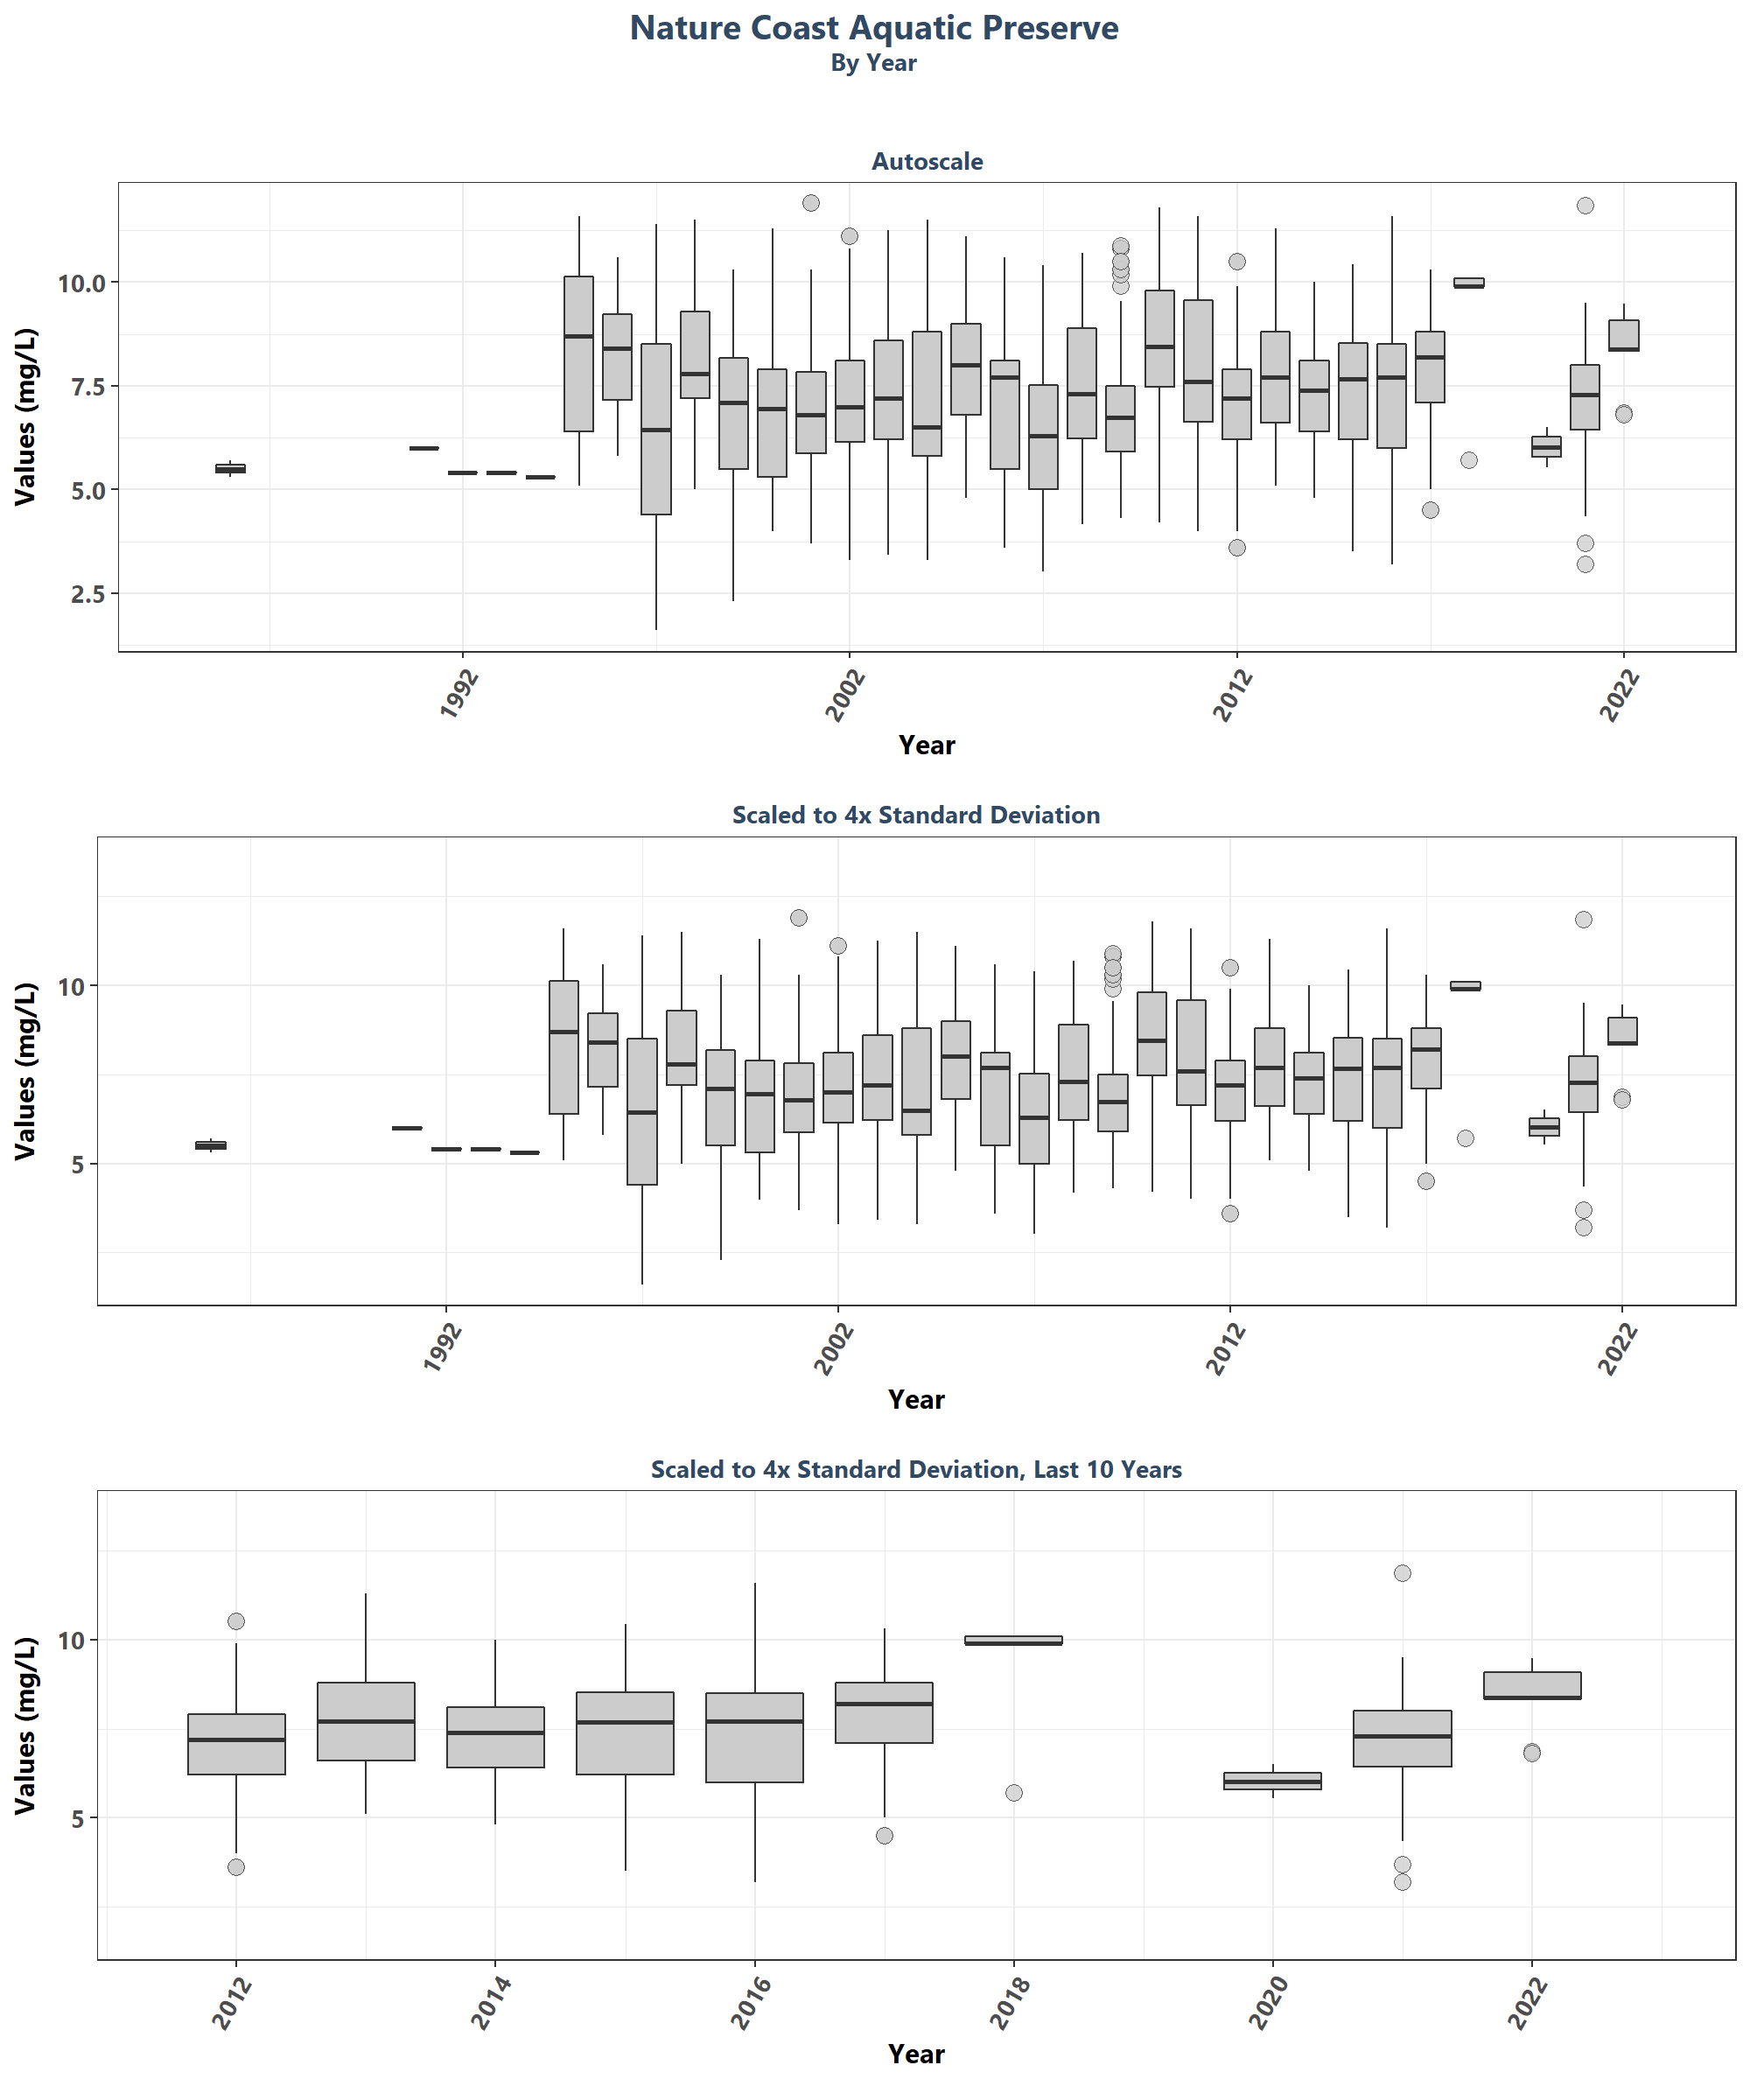 Nature Coast Aquatic Preserve
By Year
Autoscale
Values (mg/L)
10.0
7.5
5.0
2.5
1992
2002
2012
2022
Year
Scaled to 4x Standard Deviation
Values (mg/L)
10
5
1992
2002
2012
2022
Year
Scaled to 4x Standard Deviation, Last 10 Years
Values (mg/L)
10
5
2012
2014
2016
2018
2020
2022
Year